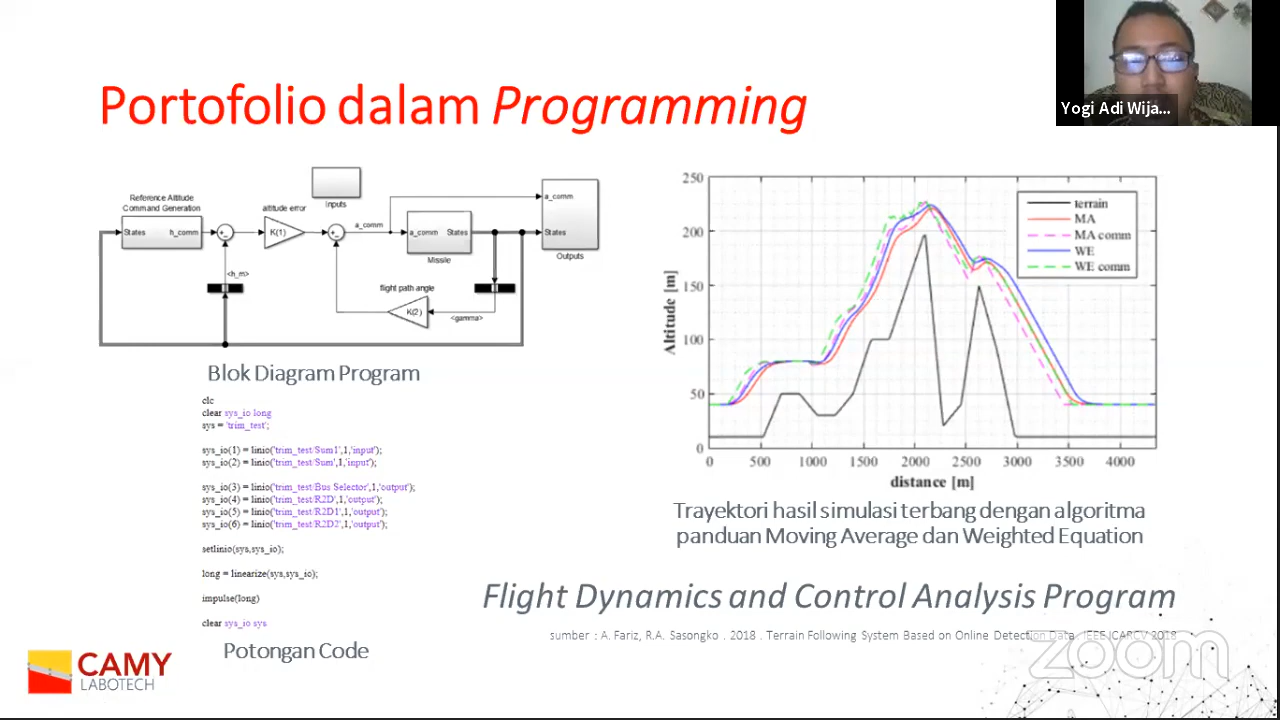 Yogi Adi Wija...
Portofolio dalam Programming
Reference Altitude
Command Generation
States
h_comm
altitude error
K(1)
Inputs
a_comm
a_comm
States
Missile
a_comm
States
Outputs
<h_m>
flight path angle
K(2)
<gamma>
Blok Diagram Program
clc
clear sys_io long
sys = 'trim_test';
sys_io(1) = linio('trim_test/Sum1',1,'input');
sys_io(2) = linio('trim_test/Sum',1,'input');
sys_io(3) = linio('trim_test/Bus Selector',1,'output');
sys_io(4) = linio('trim_test/R2D',1,'output');
sys_io(5) = linio('trim_test/R2D1',1,'output');
sys_io(6) = linio('trim_test/R2D2',1,'output');
setlinio(sys,sys_io);
long = linearize(sys,sys_io);
impulse(long)
clear sys_io sys
Potongan Code
250
200
150
100
50
0
Altitude [m]
0 500 1000 1500 2000 2500 3000 3500 4000
distance [m]
terrain
MA
MA comm
WE
WE comm
Trayektori hasil simulasi terbang dengan algoritma
panduan Moving Average dan Weighted Equation
Flight Dynamics and Control Analysis Program
sumber : A. Fariz, R.A. Sasongko . 2018 . Terrain Following System Based on Online Detection Data. IEEE ICARCV 2018
CAMY
LABOTECH
zoom